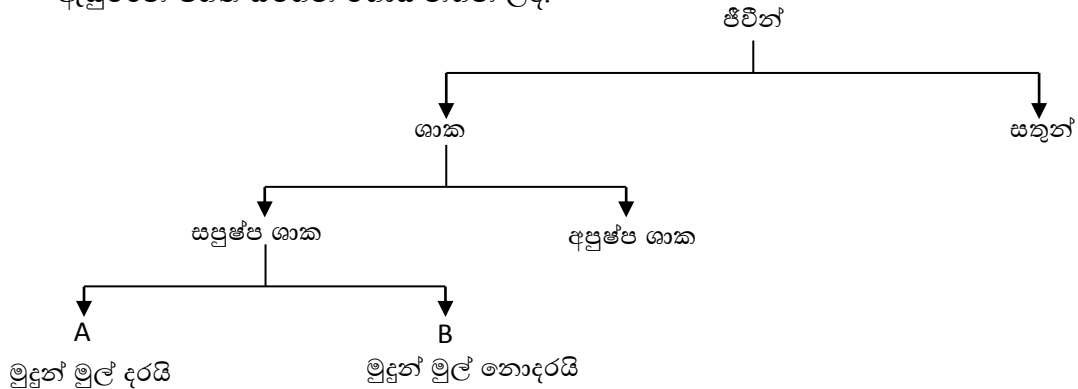 ජීවීන්
ශාක සතුන්
සපුෂ්ප ශාක අපුෂ්ප ශාක
A B
මුදුන් මුල් දරයි මුදුන් මුල් නොදරයි